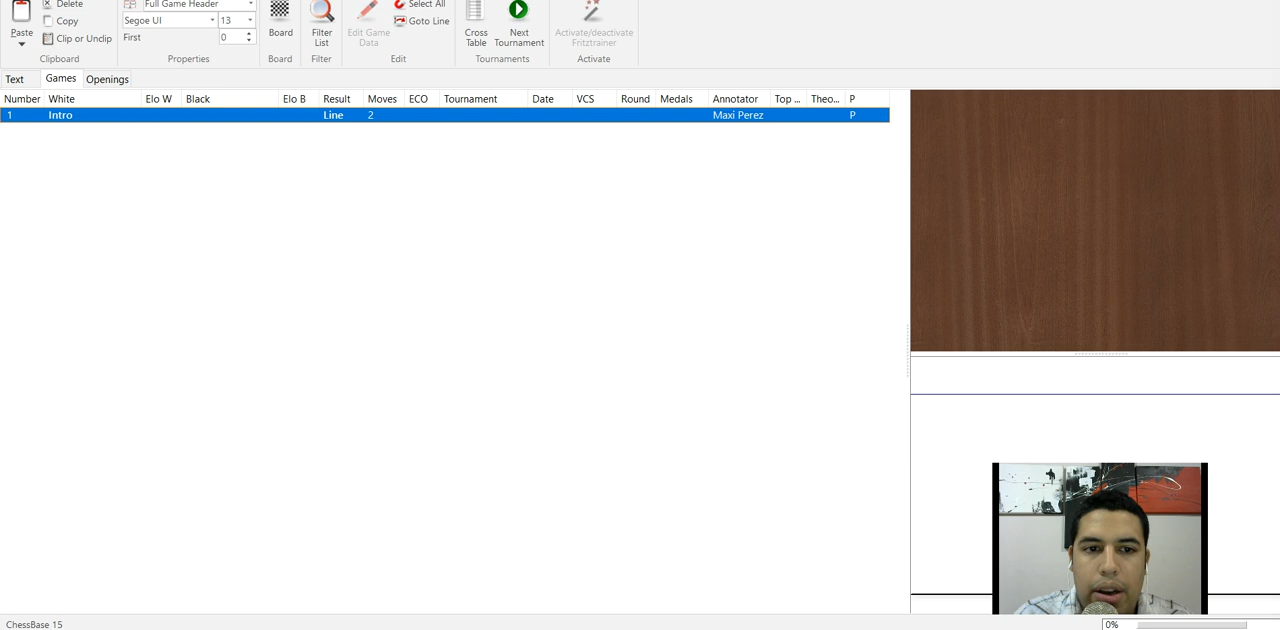 Delete Full Game Header Select All
Segoe UI 13
Paste Copy Board Filter List Edit Game Data Goto Line Cross Table Next Tournament Activate/deactivate Fritztrainer
Clip or Unclip First 0
Clipboard Properties Board Filter Edit Tournaments Activate
Text Games Openings
Number White Elo W Black Elo B Result Moves ECO Tournament Date VCS Round Medals Annotator Top ... Theo... P
1 Intro Line 2 Maxi Perez P
ChessBase 15 0%